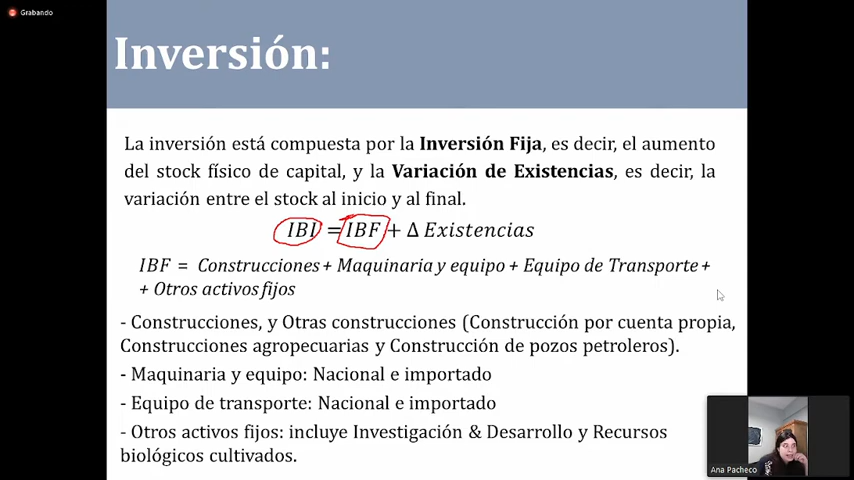 Grabando
Inversión:
La inversión está compuesta por la Inversión Fija, es decir, el aumento
del stock físico de capital, y la Variación de Existencias, es decir, la
variación entre el stock al inicio y al final.
IBI = IBF + Δ Existencias
IBF = Construcciones + Maquinaria y equipo + Equipo de Transporte +
+ Otros activos fijos
- Construcciones, y Otras construcciones (Construcción por cuenta propia,
Construcciones agropecuarias y Construcción de pozos petroleros).
- Maquinaria y equipo: Nacional e importado
- Equipo de transporte: Nacional e importado
- Otros activos fijos: incluye Investigación & Desarrollo y Recursos
biológicos cultivados.
Ana Pacheco